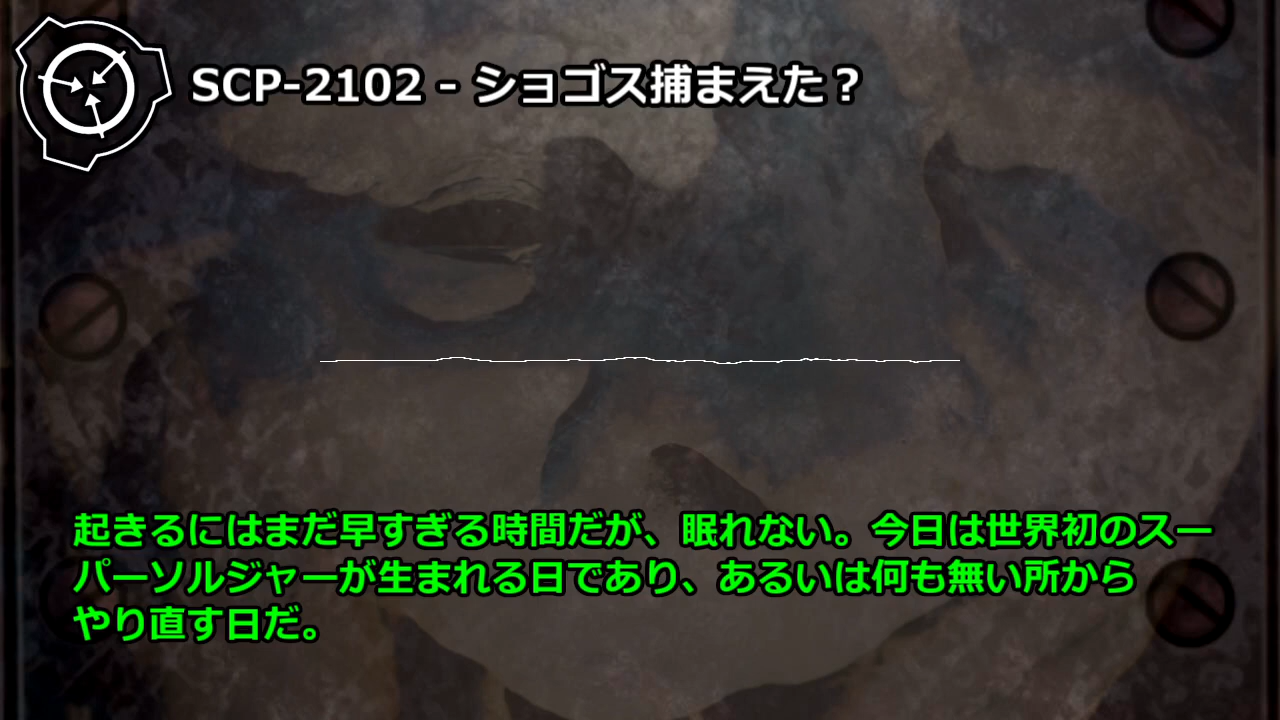 SCP-2102 - ショゴス捕まえた？
起きるにはまだ早すぎる時間だが、眠れない。今日は世界初のスー
パーソルジャーが生まれる日であり、あるいは何も無い所から
やり直す日だ。